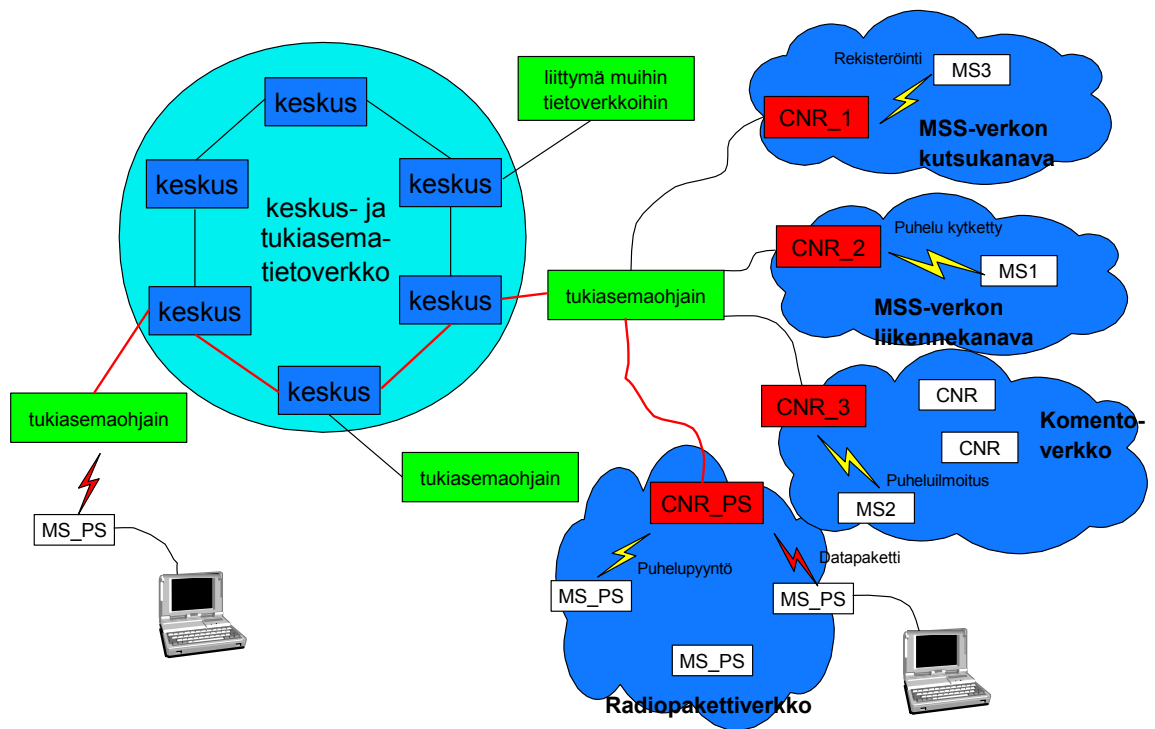 keskus
keskus
keskus
keskus
keskus
keskus
keskus- ja
tukiasema-
tietoverkko
liittymä muihin
tietoverkkoihin
tukiasemaohjain
MS_PS
tukiasemaohjain
tukiasemaohjain
Rekisteröinti
MS3
CNR_1
MSS-verkon
kutsukanava
Puhelu kytketty
CNR_2
MS1
MSS-verkon
liikennekanava
CNR_3
CNR
CNR
Komento-
verkko
Puheluilmoitus
MS2
CNR_PS
Puhelupyyntö
Datapaketti
MS_PS
MS_PS
MS_PS
Radiopakettiverkko